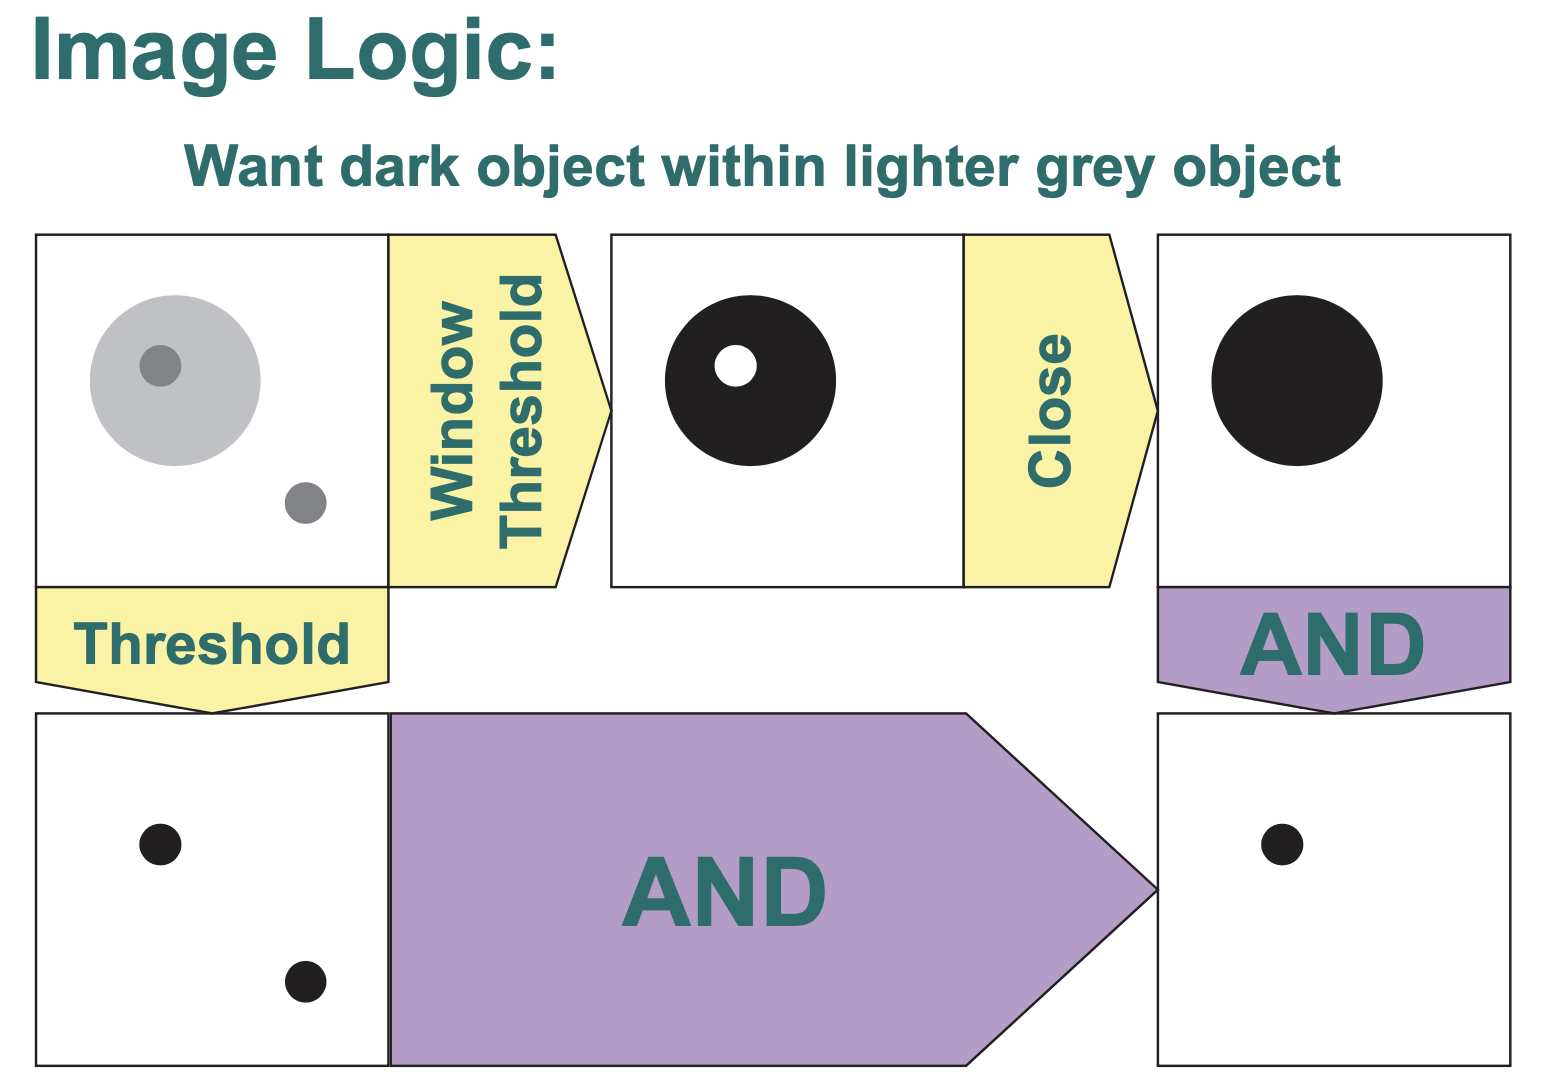 Image Logic:
Want dark object within lighter grey object
Window
Threshold
Close
Threshold
AND
AND